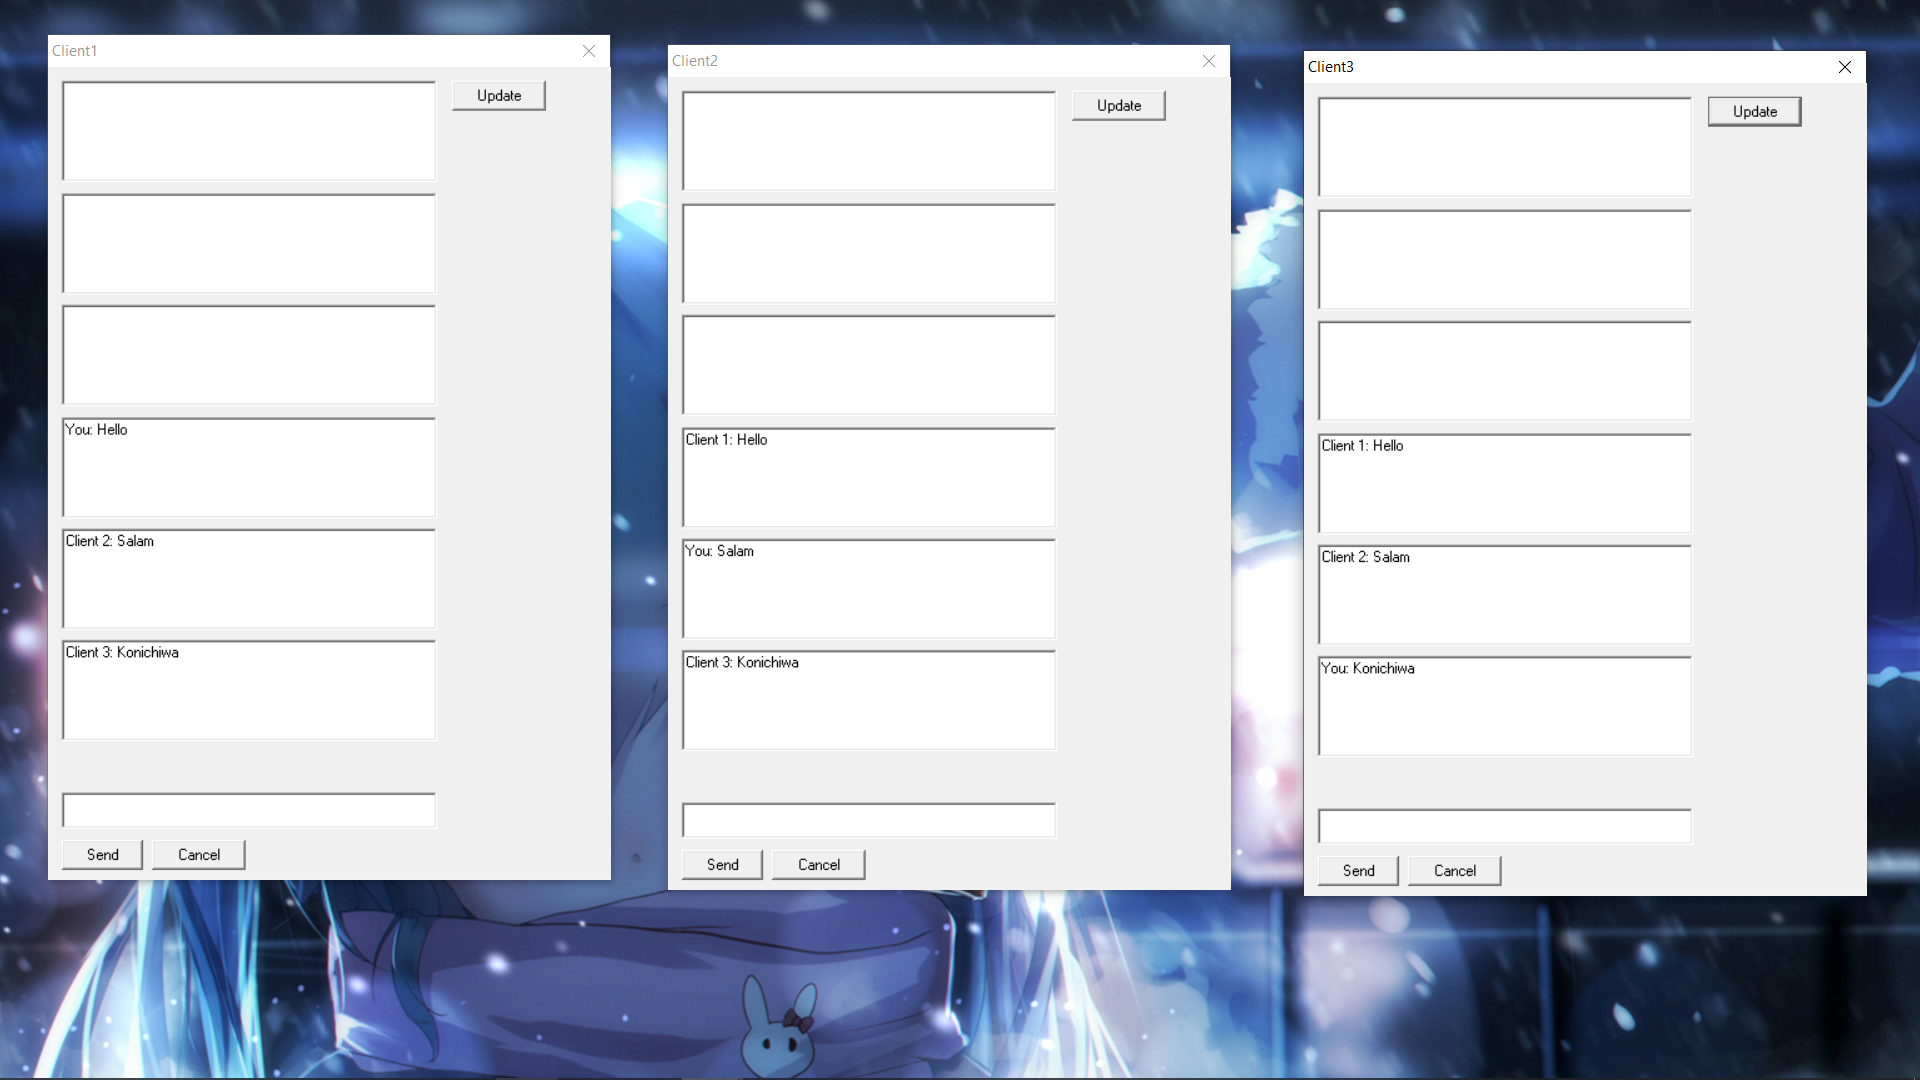 Client1
Update
You: Hello
Client 2: Salam
Client 3: Konichiwa
Send
Cancel
Client2
Update
Client 1: Hello
You: Salam
Client 3: Konichiwa
Send
Cancel
Client3
Update
Client 1: Hello
Client 2: Salam
You: Konichiwa
Send
Cancel